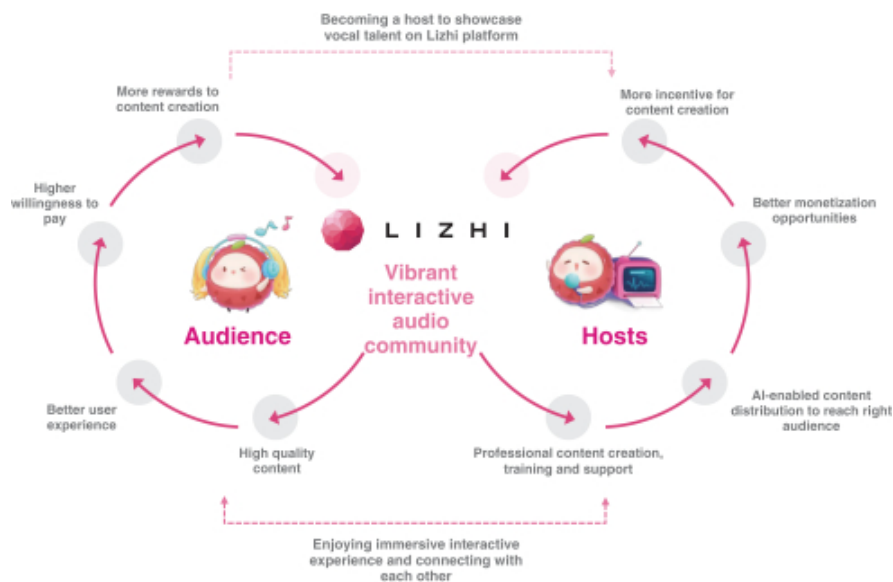 Becoming a host to showcase
vocal talent on Lizhi platform
More rewards to
content creation
More incentive for
content creation
Higher
willingness to
pay
Better monetization
opportunities
LIZHI
Vibrant
interactive
audio
community
Audience
Hosts
Better user
experience
AI-enabled content
distribution to reach right
audience
High quality
content
Professional content creation,
training and support
Enjoying immersive interactive
experience and connecting with
each other